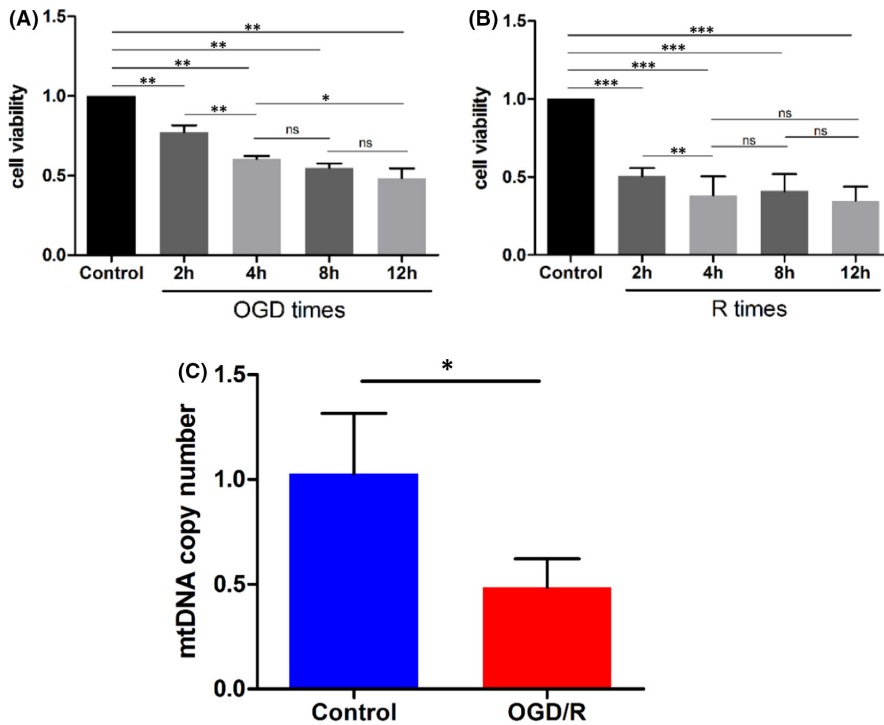 (A)
cell viability
1.5
1.0
0.5
0.0
**
**
**
**
**
*
ns
ns
Control 2h 4h 8h 12h
OGD times
(B)
cell viability
1.5
1.0
0.5
0.0
***
***
***
***
ns
**
ns
ns
Control 2h 4h 8h 12h
R times
(C)
mtDNA copy number
1.5
1.0
0.5
0.0
*
Control OGD/R